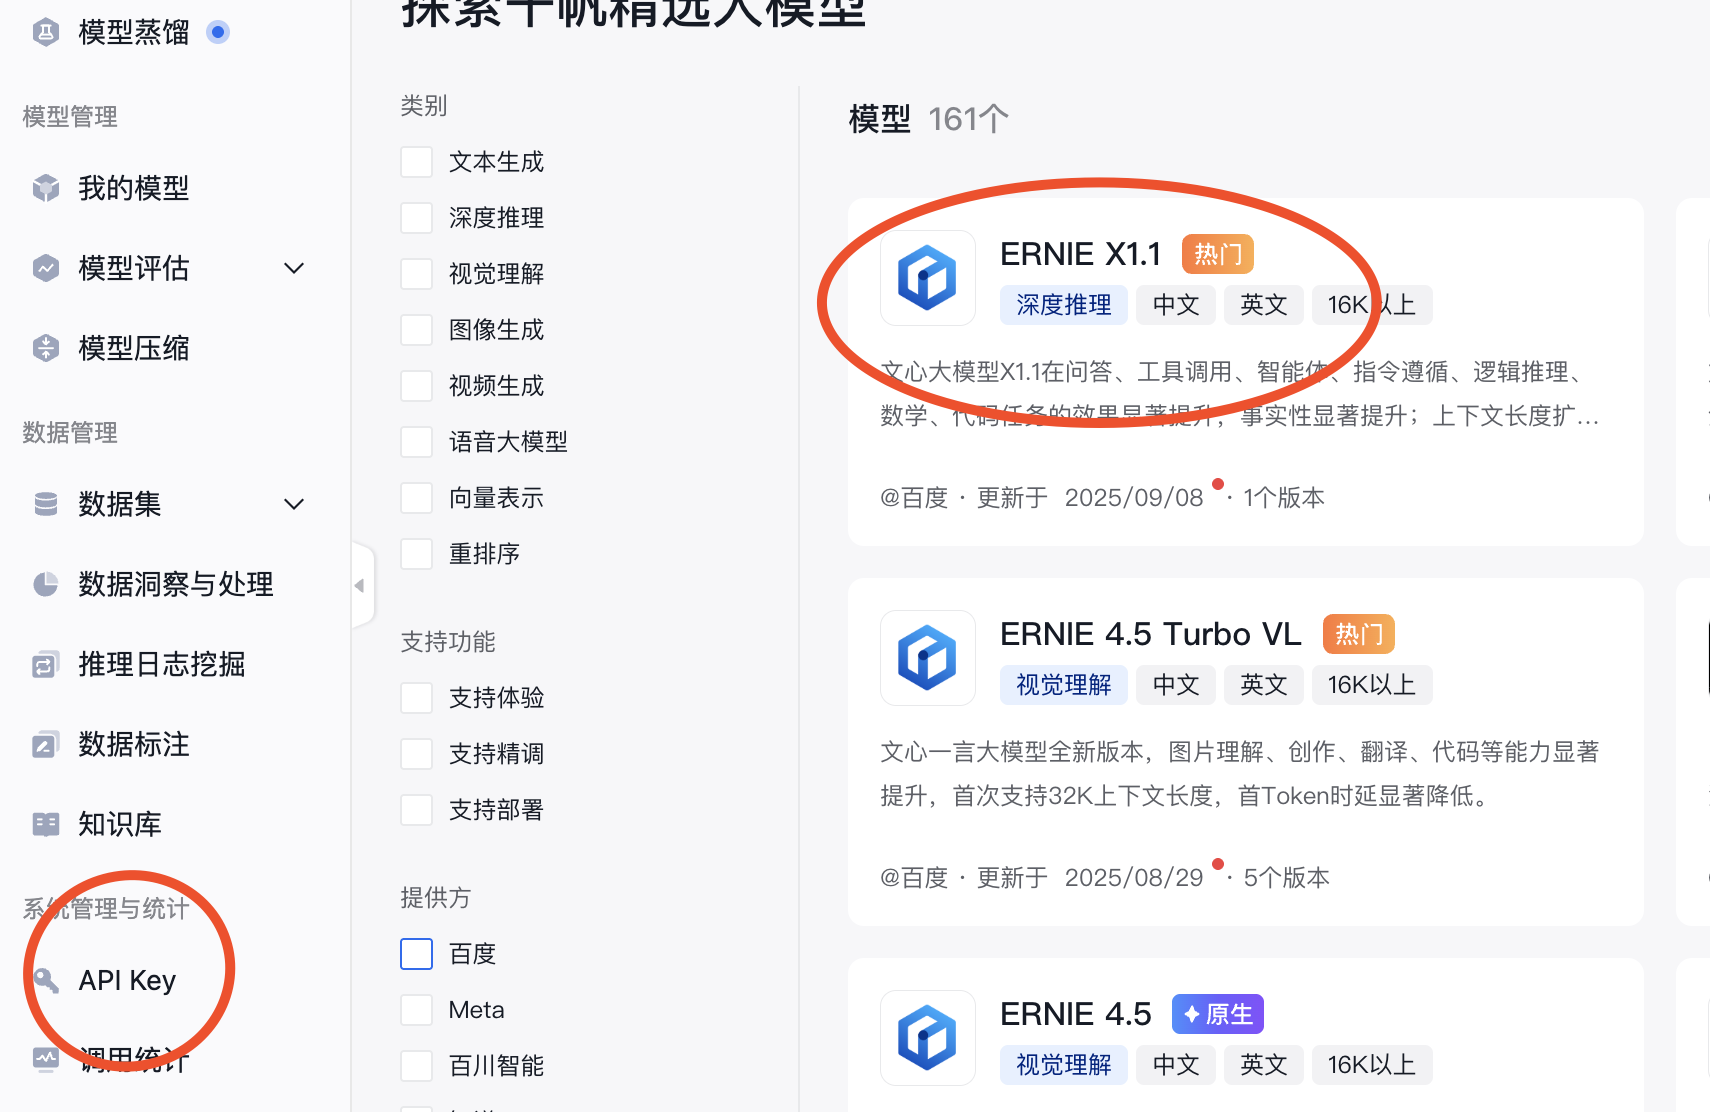 模型蒸馏
模型管理
我的模型
模型评估
模型压缩
数据管理
数据集
数据洞察与处理
推理日志挖掘
数据标注
知识库
系统管理与统计
API Key
调用统计
探索千帆精选大模型
类别
文本生成
深度推理
视觉理解
图像生成
视频生成
语音大模型
向量表示
重排序
支持功能
支持体验
支持精调
支持部署
提供方
百度
Meta
百川智能
模型 161个
ERNIE X1.1 热门
深度推理 中文 英文 16K以上
文心大模型X1.1在问答、工具调用、智能体、指令遵循、逻辑推理、
数学、代码任务的效果显著提升，事实性显著提升；上下文长度扩...
@百度 · 更新于 2025/09/08 · 1个版本
ERNIE 4.5 Turbo VL 热门
视觉理解 中文 英文 16K以上
文心一言大模型全新版本，图片理解、创作、翻译、代码等能力显著
提升，首次支持32K上下文长度，首Token时延显著降低。
@百度 · 更新于 2025/08/29 · 5个版本
ERNIE 4.5 原生
视觉理解 中文 英文 16K以上